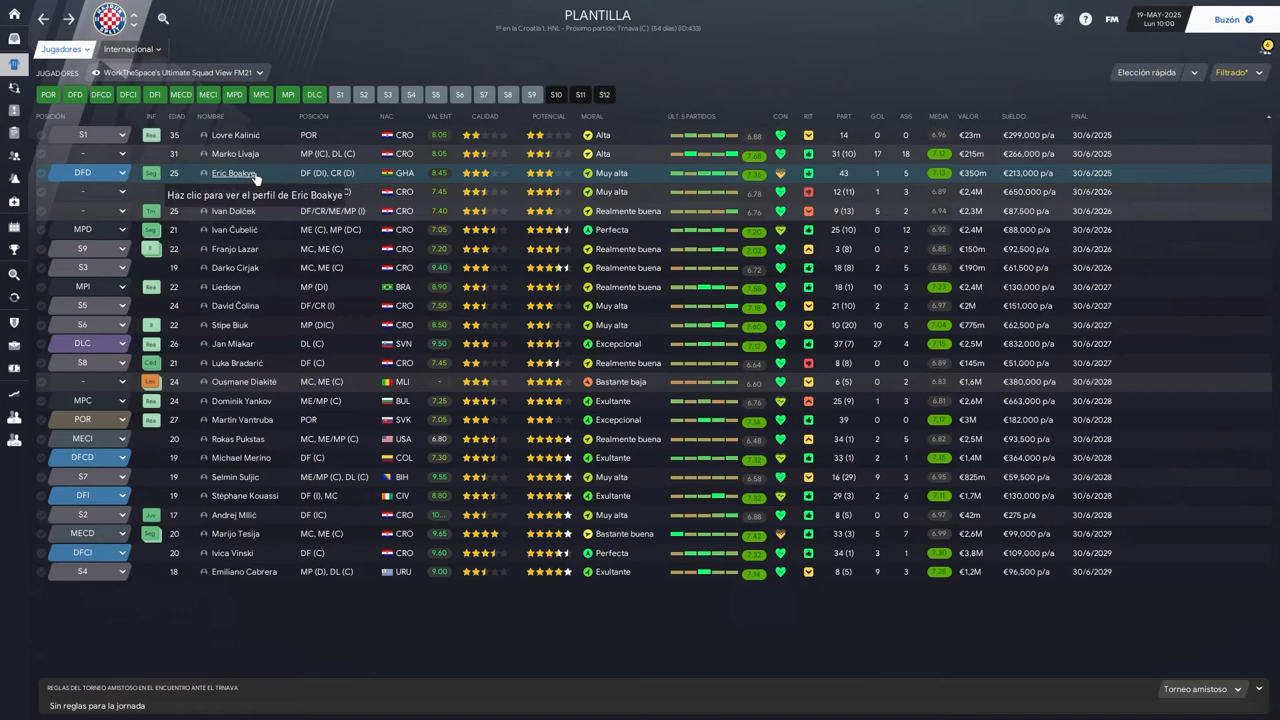 PLANTILLA
1ª en la Croatia 1. HNL - Próximo partido: Trnava (C) (54 días) (ID:433)
FM
19-MAY-2025
Lun 10:00
Buzón
6
Jugadores Internacional
JUGADORES WorkTheSpace's Ultimate Squad View FM21 Elección rápida Filtrado*
POR DFD DFCD DFCI DFI MECD MECI MPD MPC MPI DLC S1 S2 S3 S4 S5 S6 S7 S8 S9 S10 S11 S12
POSICIÓN INF EDAD NOMBRE POSICIÓN NAC VAL ENT CALIDAD POTENCIAL MORAL ÚLT. 5 PARTIDOS CON RIT PART GOL ASIS MEDIA VALOR SUELDO FINAL
S1 Rea 35 Lovre Kalinić POR CRO 8.05 Alta 6.88 14 0 0 6.96 €23m €299,000 p/a 30/6/2025
- 31 Marko Livaja MP (IC), DL (C) CRO 8.05 Alta 7.68 31 (10) 17 18 7.12 €215m €266,000 p/a 30/6/2025
DFD Seg 25 Eric Boakye DF (DI), CR (D) GHA 8.45 Muy alta 7.36 43 1 5 7.13 €350m €213,000 p/a 30/6/2025
- CRO 7.45 Muy alta 6.78 12 (11) 1 3 6.89 €2,4M €650,000 p/a 30/6/2026
Haz clic para ver el perfil de Eric Boakye
- Tm 25 Ivan Dolček DF/CR/ME/MP (I) CRO 7.40 Realmente buena 6.76 9 (13) 5 2 6.94 €2,3M €87,500 p/a 30/6/2026
MPD Seg 21 Ivan Čubelić ME (C), MP (DC) CRO 7.05 Perfecta 7.20 25 (6) 0 12 6.92 €2,5M €125,000 p/a 30/6/2026
S9 II 22 Franjo Lazar MC, ME (C) CRO 7.20 Realmente buena 7.02 3 (8) 0 2 6.85 €150m €92,500 p/a 30/6/2026
S3 19 Darko Cirjak MC, ME (C) CRO 9.40 Realmente buena 6.72 18 (8) 2 5 6.86 €190m €61,500 p/a 30/6/2026
MPI Rea 22 Liedson MP (DI) BRA 8.90 Realmente buena 7.58 18 (1) 10 3 7.23 €2,4M €130,000 p/a 30/6/2027
S5 24 David Čolina DF/CR (I) CRO 7.50 Muy alta 7.18 21 (10) 2 2 6.97 €2M €151,000 p/a 30/6/2027
S6 II 22 Stipe Biuk MP (DIC) CRO 8.50 Muy alta 7.60 10 (20) 10 5 7.04 €775m €62,500 p/a 30/6/2027
DLC Rea 26 Jan Mlakar DL (C) SVN 9.50 Excepcional 7.12 37 (7) 27 4 7.15 €2,5M €832,000 p/a 30/6/2027
S8 Ced 21 Luka Bradarić DF (C) CRO 7.45 Realmente buena 6.64 8 (8) 0 0 6.89 €145m €51,000 p/a 30/6/2027
- Les 24 Ousmane Diakité MC, ME (C) MLI - Bastante baja 6.60 6 (5) 0 2 6.83 €1,6M €380,000 p/a 30/6/2028
MPC Rea 24 Dominik Yankov ME/MP (C) BUL 7.25 Exultante 6.76 25 (9) 1 3 6.81 €2,6M €663,000 p/a 30/6/2028
POR Rea 27 Martin Vantruba POR SVK 7.05 Excepcional 7.14 39 0 0 7.17 €3M €182,000 p/a 30/6/2028
MECI 20 Rokas Pukstas MC, ME/MP (C) USA 6.80 Realmente buena 6.48 34 (1) 2 2 6.82 €2,5M €93,500 p/a 30/6/2028
DFCD 19 Michael Merino DF (C) COL 7.30 Exultante 7.32 33 (1) 2 1 7.15 €1,4M €364,000 p/a 30/6/2028
S7 19 Selmin Suljic ME/MP (C), DL (C) BIH 9.55 Muy alta 6.58 16 (29) 9 3 6.95 €825m €59,500 p/a 30/6/2028
DFI 19 Stéphane Kouassi DF (I), MC CIV 8.80 Exultante 7.32 29 (3) 2 6 7.11 €1,7M €130,000 p/a 30/6/2028
S2 Juv 17 Andrej Milić DF (IC) CRO 10.... Muy alta 6.88 8 (5) 0 0 6.97 €42m €275 p/a 30/6/2028
MECD Seg 20 Marijo Tesija MC, ME (C) CRO 9.65 Bastante buena 7.42 33 (3) 5 7 6.99 €2,6M €99,000 p/a 30/6/2029
DFCI 20 Ivica Vinski DF (C) CRO 9.60 Perfecta 7.32 34 (1) 3 1 7.30 €3,8M €109,000 p/a 30/6/2029
S4 18 Emiliano Cabrera MP (D), DL (C) URU 9.00 Exultante 7.14 8 (5) 9 3 7.28 €1,2M €96,500 p/a 30/6/2029
REGLAS DEL TORNEO AMISTOSO EN EL ENCUENTRO ANTE EL TRNAVA
Torneo amistoso
Sin reglas para la jornada